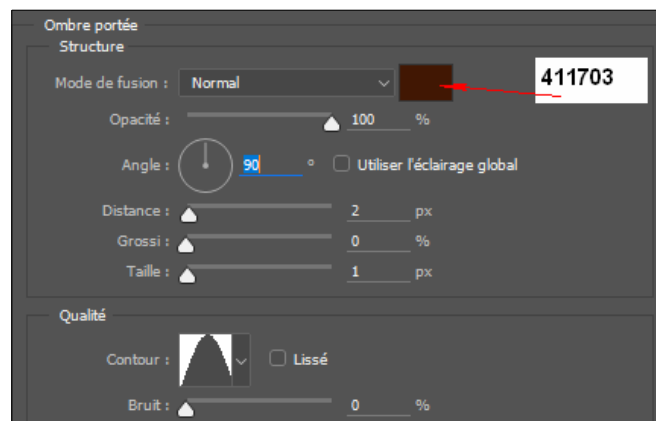 Ombre portée
Structure
Mode de fusion : Normal
411703
Opacité : 100 %
Angle : 90 ° Utiliser l'éclairage global
Distance : 2 px
Grossi : 0 %
Taille : 1 px
Qualité
Contour : Lissé
Bruit : 0 %